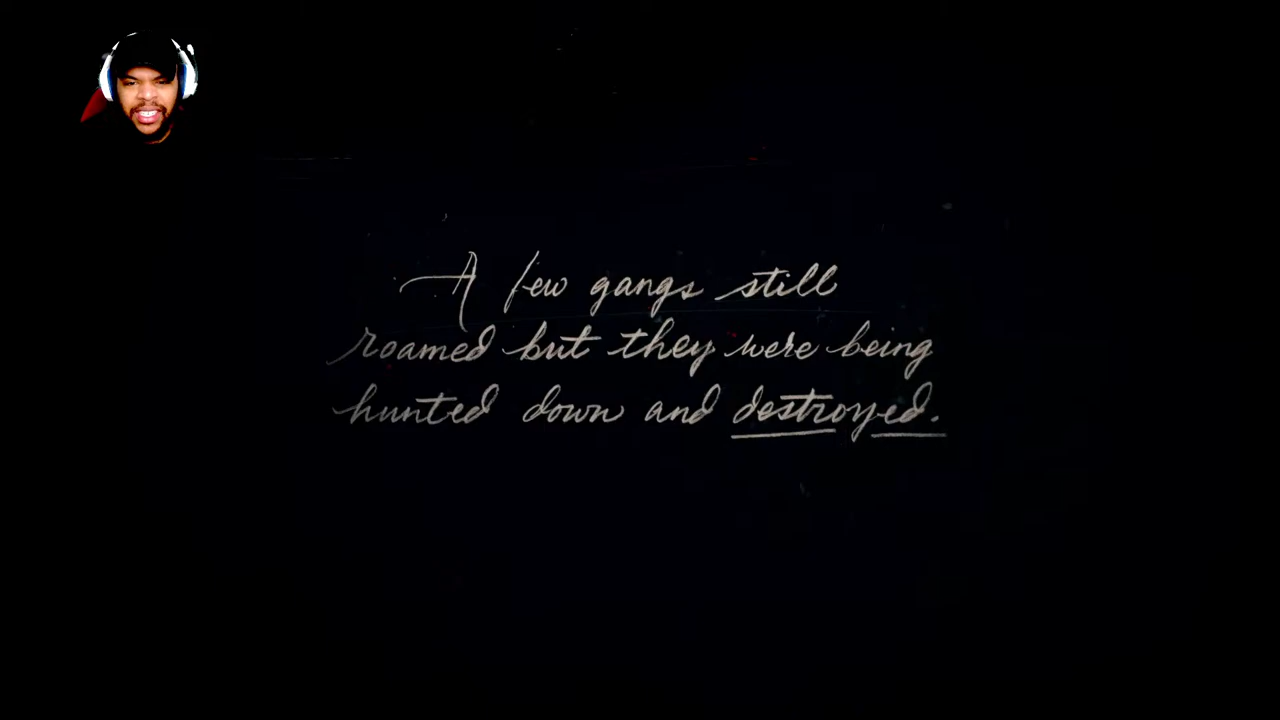 A few gangs still
roamed but they were being
hunted down and destroyed.